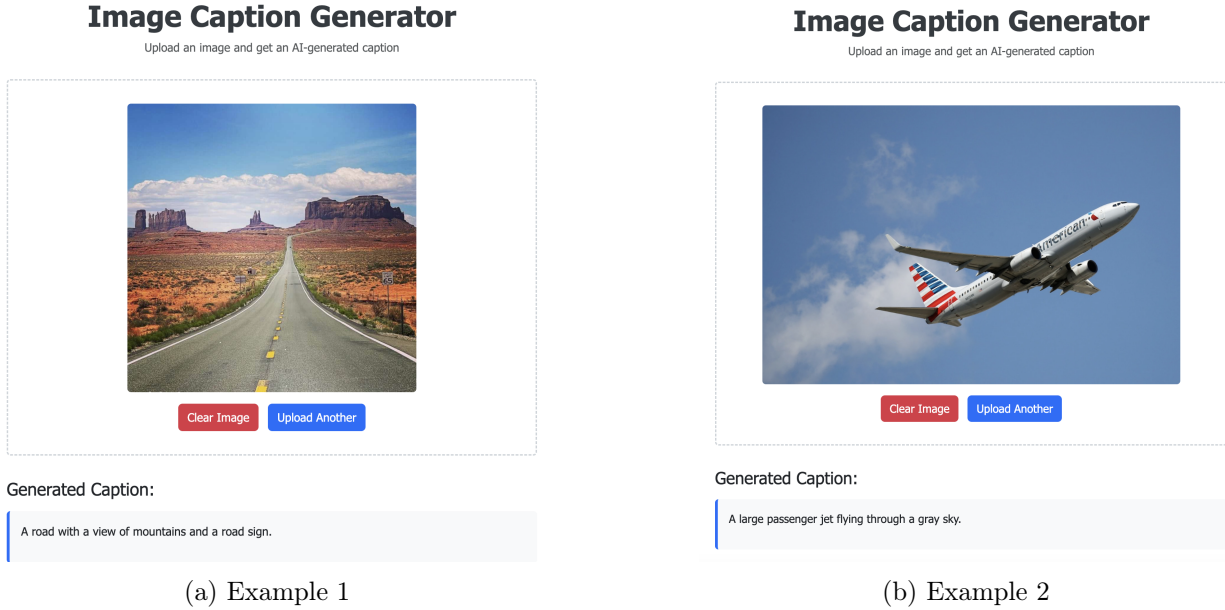 Image Caption Generator
Upload an image and get an AI-generated caption
Clear Image
Upload Another
Generated Caption:
A road with a view of mountains and a road sign.
(a) Example 1
Image Caption Generator
Upload an image and get an AI-generated caption
American
Clear Image
Upload Another
Generated Caption:
A large passenger jet flying through a gray sky.
(b) Example 2